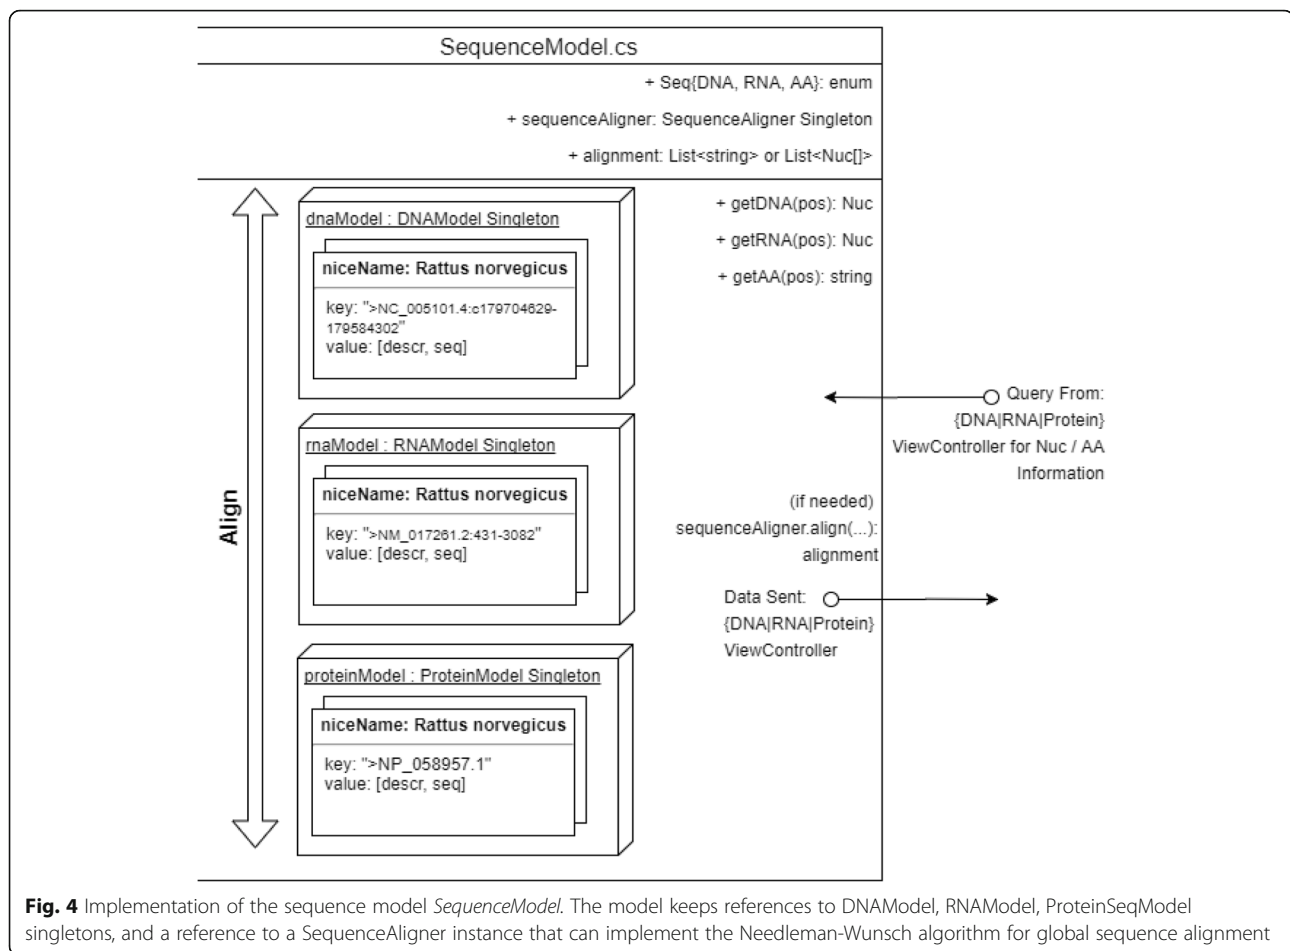 SequenceModel.cs
+ Seq{DNA, RNA, AA}: enum
+ sequenceAligner: SequenceAligner Singleton
+ alignment: List<string> or List<Nuc[]>
+ getDNA(pos): Nuc
+ getRNA(pos): Nuc
+ getAA(pos): string
Align
dnaModel : DNAModel Singleton
niceName: Rattus norvegicus
key: ">NC_005101.4:c179704629-
179584302"
value: [descr, seq]
rnaModel : RNAModel Singleton
niceName: Rattus norvegicus
key: ">NM_017261.2:431-3082"
value: [descr, seq]
proteinModel : ProteinModel Singleton
niceName: Rattus norvegicus
key: ">NP_058957.1"
value: [descr, seq]
Query From:
{DNA|RNA|Protein}
ViewController for Nuc / AA
Information
(if needed)
sequenceAligner.align(...):
alignment
Data Sent:
{DNA|RNA|Protein}
ViewController
Fig. 4 Implementation of the sequence model SequenceModel. The model keeps references to DNAModel, RNAModel, ProteinSeqModel
singletons, and a reference to a SequenceAligner instance that can implement the Needleman-Wunsch algorithm for global sequence alignment